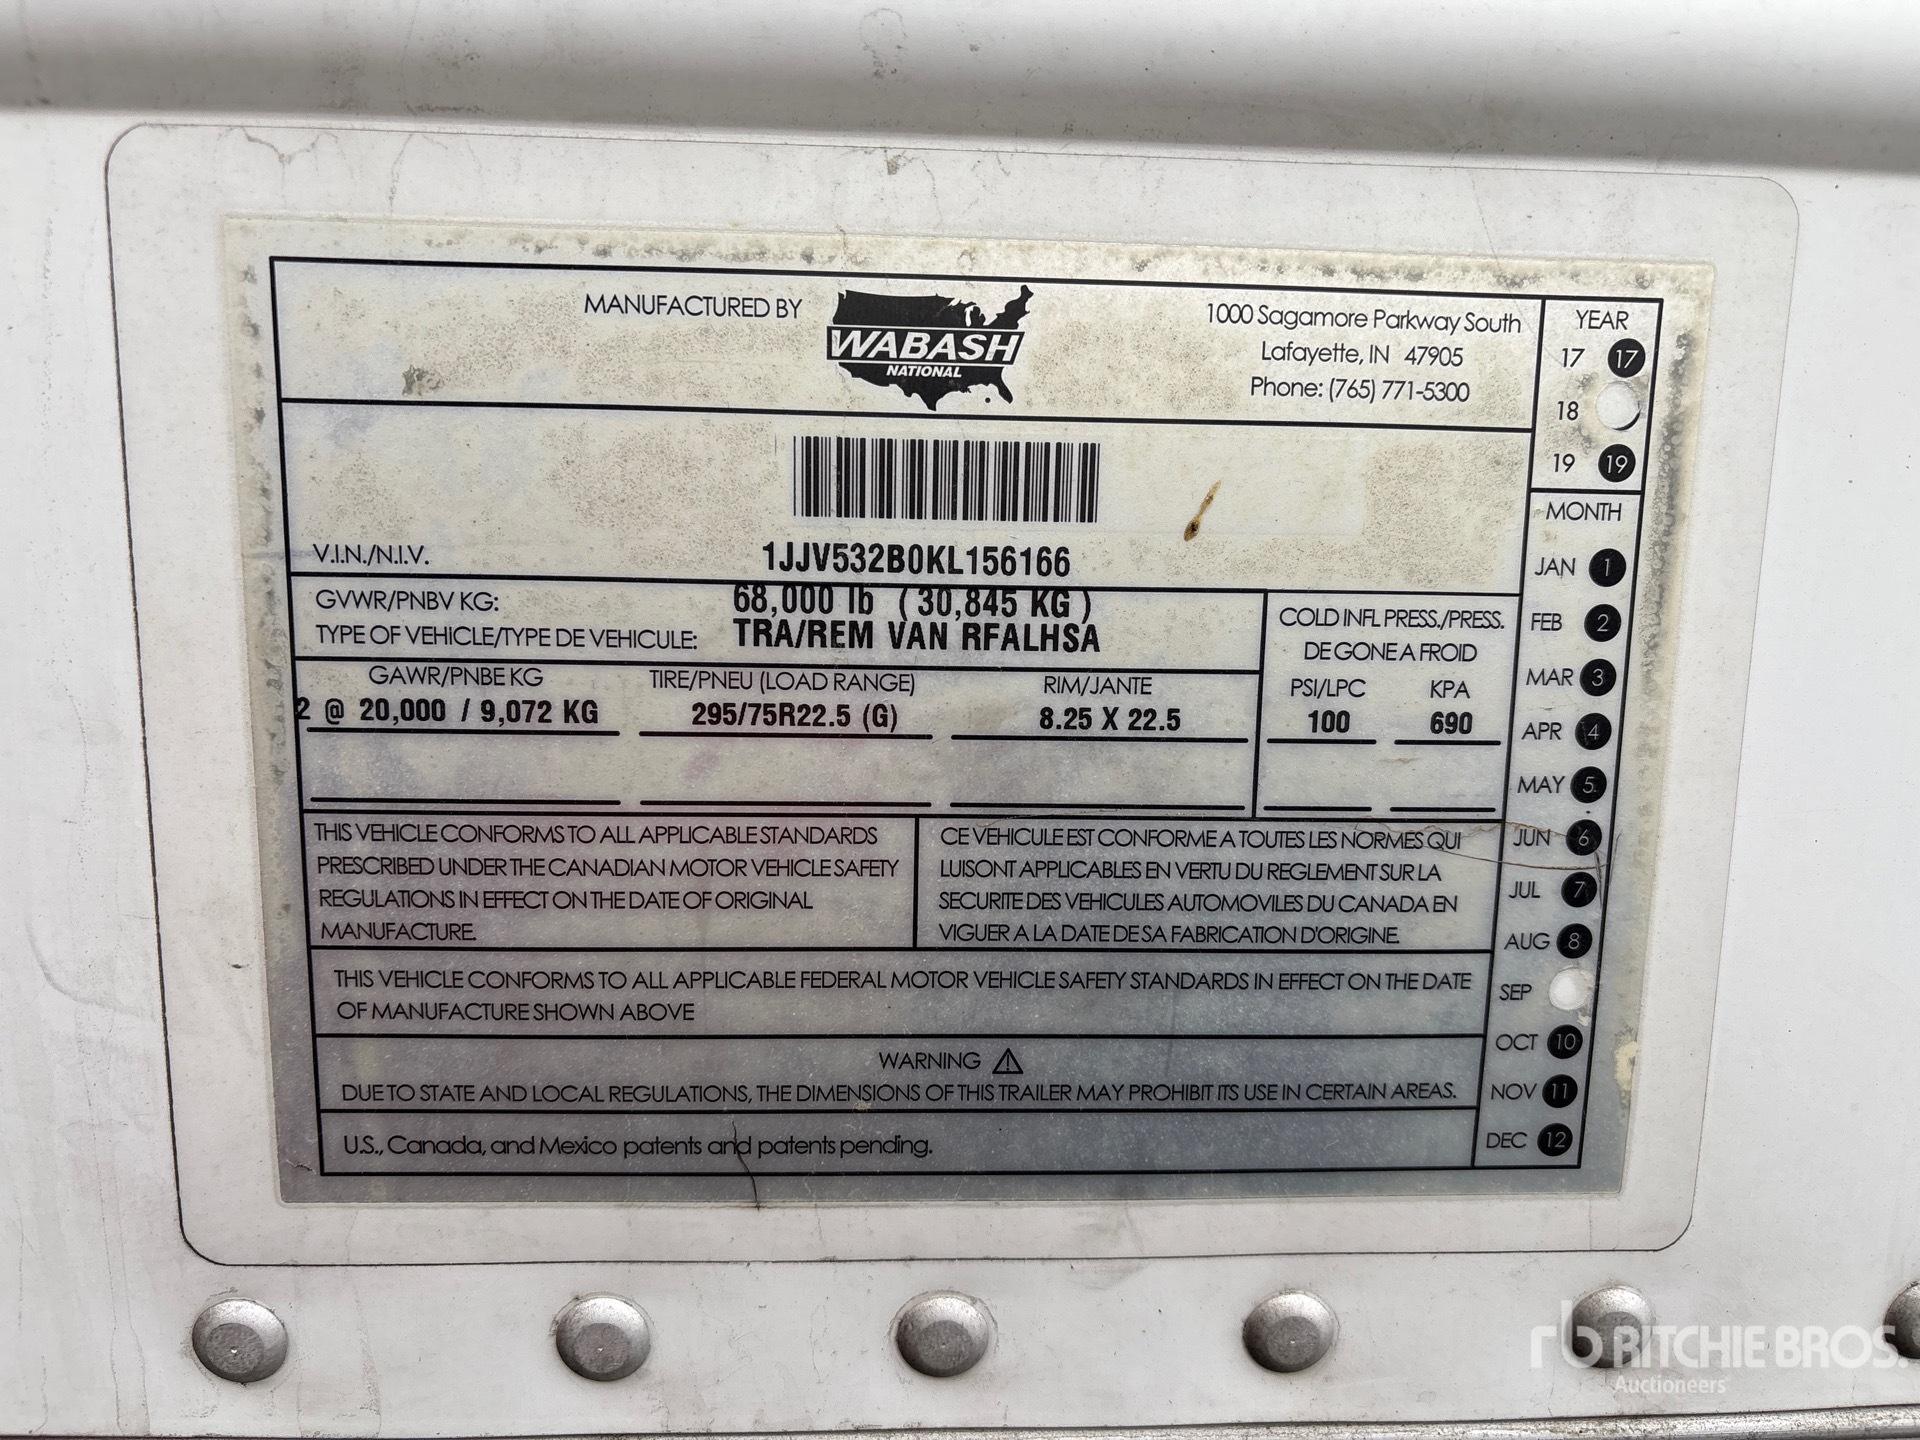 MANUFACTURED BY
WABASH
NATIONAL
1000 Sagamore Parkway South
Lafayette, IN 47905
Phone: (765) 771-5300
YEAR
17 17
18
19 19
V.I.N./N.I.V. 1JJV532B0KL156166
GVWR/PNBV KG: 68,000 lb ( 30,845 KG )
TYPE OF VEHICLE/TYPE DE VEHICULE: TRA/REM VAN RFALHSA
GAWR/PNBE KG TIRE/PNEU (LOAD RANGE) RIM/JANTE
2 @ 20,000 / 9,072 KG 295/75R22.5 (G) 8.25 X 22.5
COLD INFL PRESS./PRESS.
DE GONE A FROID
PSI/LPC KPA
100 690
MONTH
JAN 1
FEB 2
MAR 3
APR 4
MAY 5
JUN 6
JUL 7
AUG 8
SEP
OCT 10
NOV 11
DEC 12
THIS VEHICLE CONFORMS TO ALL APPLICABLE STANDARDS
PRESCRIBED UNDER THE CANADIAN MOTOR VEHICLE SAFETY
REGULATIONS IN EFFECT ON THE DATE OF ORIGINAL
MANUFACTURE.
CE VEHICULE EST CONFORME A TOUTES LES NORMES QUI
LUISONT APPLICABLES EN VERTU DU REGLEMENT SUR LA
SECURITE DES VEHICULES AUTOMOVILES DU CANADA EN
VIGUER A LA DATE DE SA FABRICATION D'ORIGINE.
THIS VEHICLE CONFORMS TO ALL APPLICABLE FEDERAL MOTOR VEHICLE SAFETY STANDARDS IN EFFECT ON THE DATE
OF MANUFACTURE SHOWN ABOVE
WARNING
DUE TO STATE AND LOCAL REGULATIONS, THE DIMENSIONS OF THIS TRAILER MAY PROHIBIT ITS USE IN CERTAIN AREAS.
U.S., Canada, and Mexico patents and patents pending.
rb RITCHIE BROS.
Auctioneers